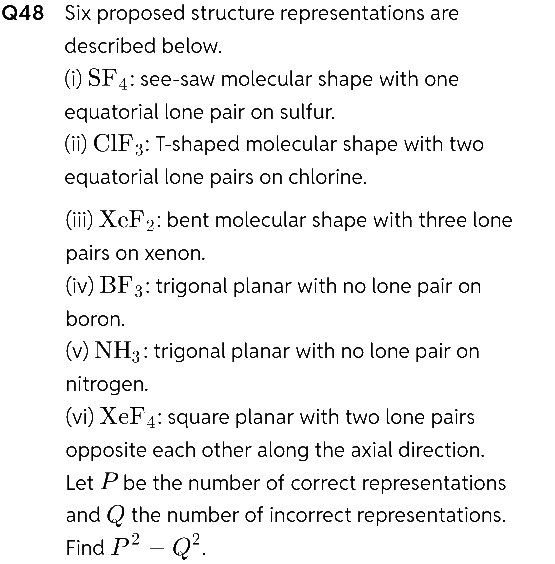 Q48 Six proposed structure representations are
described below.
(i) SF₄: see-saw molecular shape with one
equatorial lone pair on sulfur.
(ii) ClF₃: T-shaped molecular shape with two
equatorial lone pairs on chlorine.
(iii) XeF₂: bent molecular shape with three lone
pairs on xenon.
(iv) BF₃: trigonal planar with no lone pair on
boron.
(v) NH₃: trigonal planar with no lone pair on
nitrogen.
(vi) XeF₄: square planar with two lone pairs
opposite each other along the axial direction.
Let P be the number of correct representations
and Q the number of incorrect representations.
Find P² − Q².